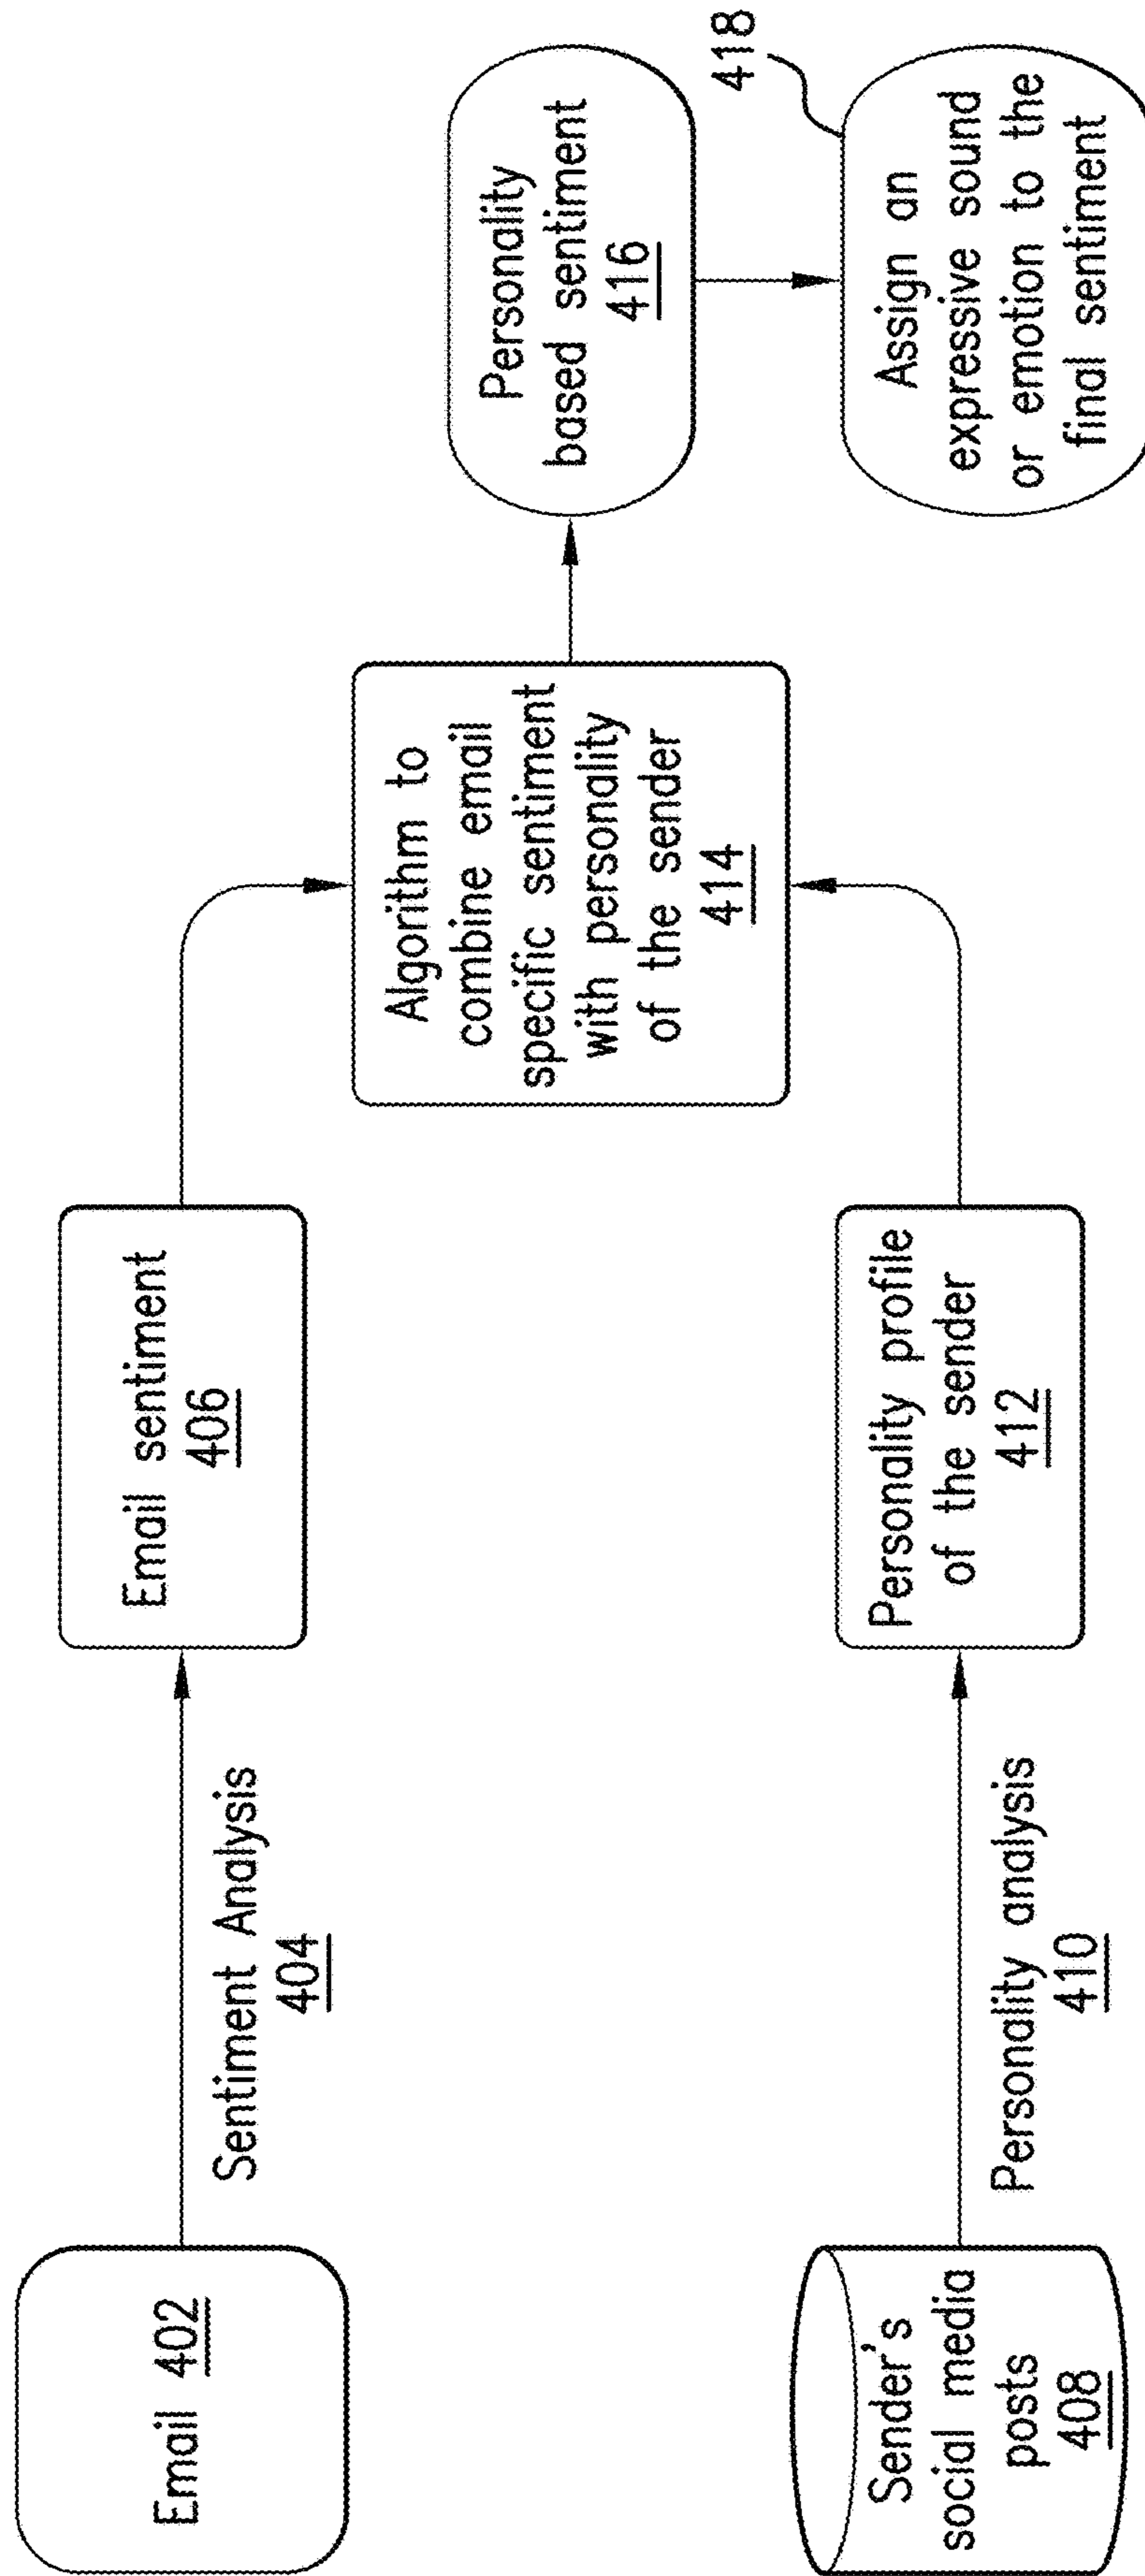 Email 402
Sentiment Analysis
404
Email sentiment
406
Sender's
social media
posts
408
Personality analysis
410
Personality profile
of the sender
412
Algorithm to
combine email
specific sentiment
with personality
of the sender
414
Personality
based sentiment
416
418
Assign an
expressive sound
or emotion to the
final sentiment